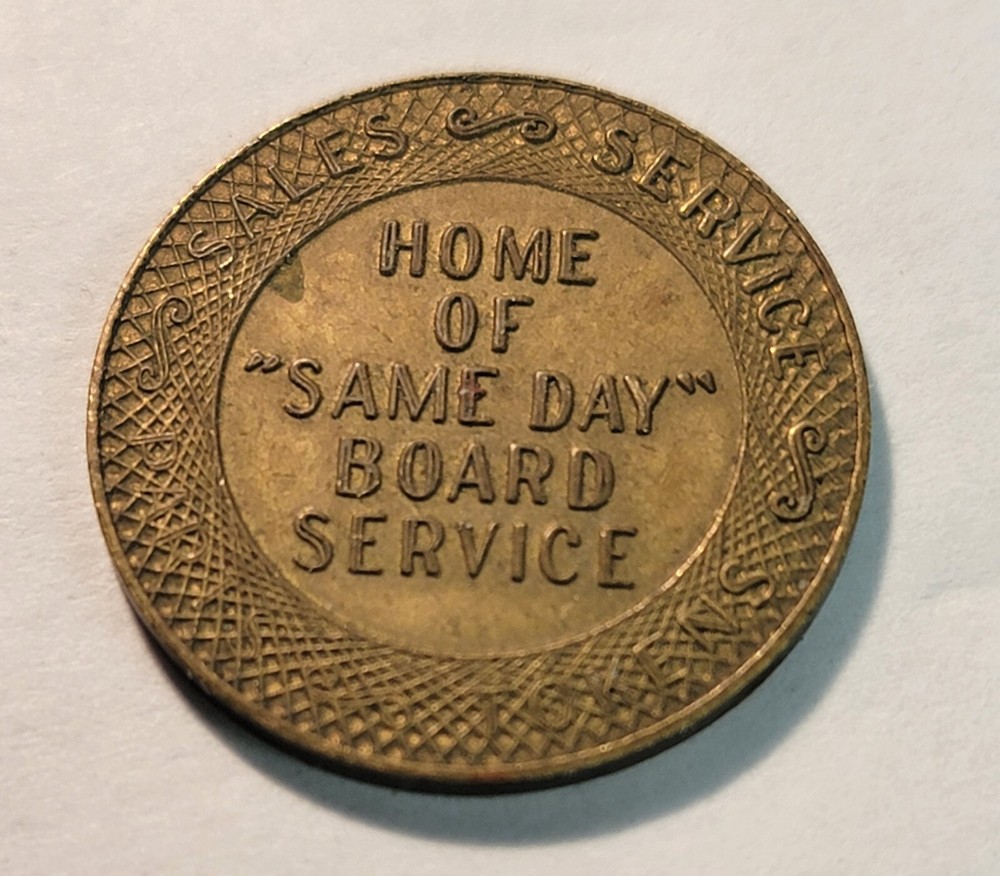 SALES SERVICE
HOME
OF
"SAME DAY"
BOARD
SERVICE
TOKENS